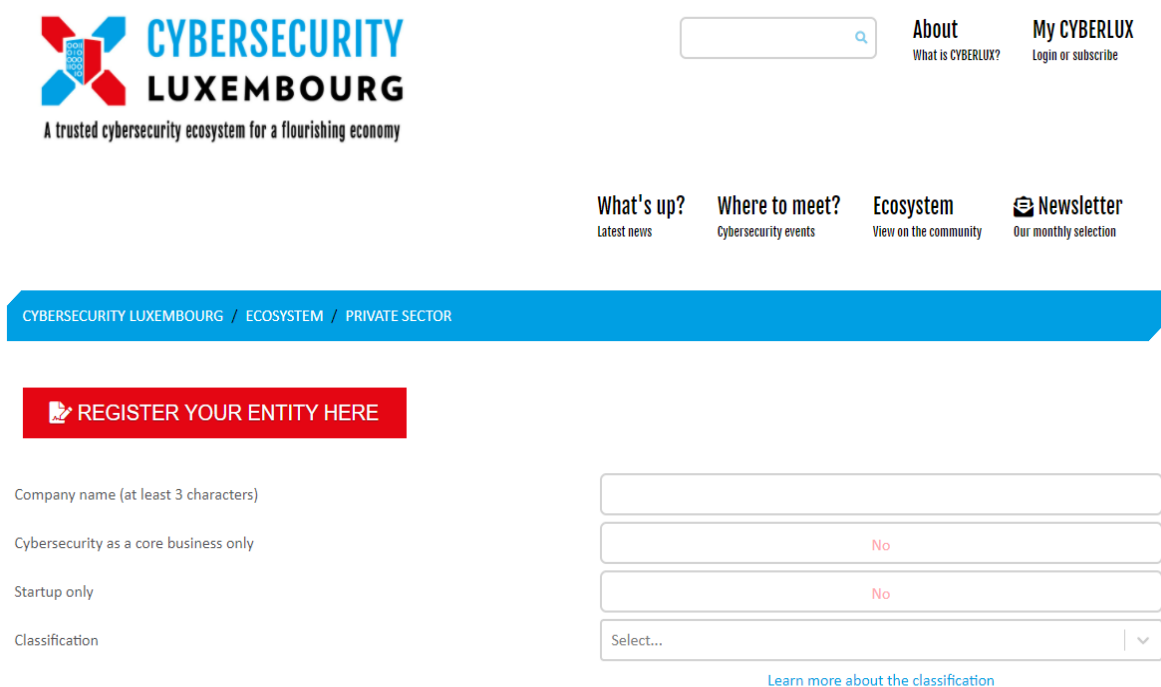 CYBERSECURITY
LUXEMBOURG
A trusted cybersecurity ecosystem for a flourishing economy
About
What is CYBERLUX?
My CYBERLUX
Login or subscribe
What's up?
Latest news
Where to meet?
Cybersecurity events
Ecosystem
View on the community
Newsletter
Our monthly selection
CYBERSECURITY LUXEMBOURG / ECOSYSTEM / PRIVATE SECTOR
REGISTER YOUR ENTITY HERE
Company name (at least 3 characters)
Cybersecurity as a core business only
No
Startup only
No
Classification
Select...
Learn more about the classification